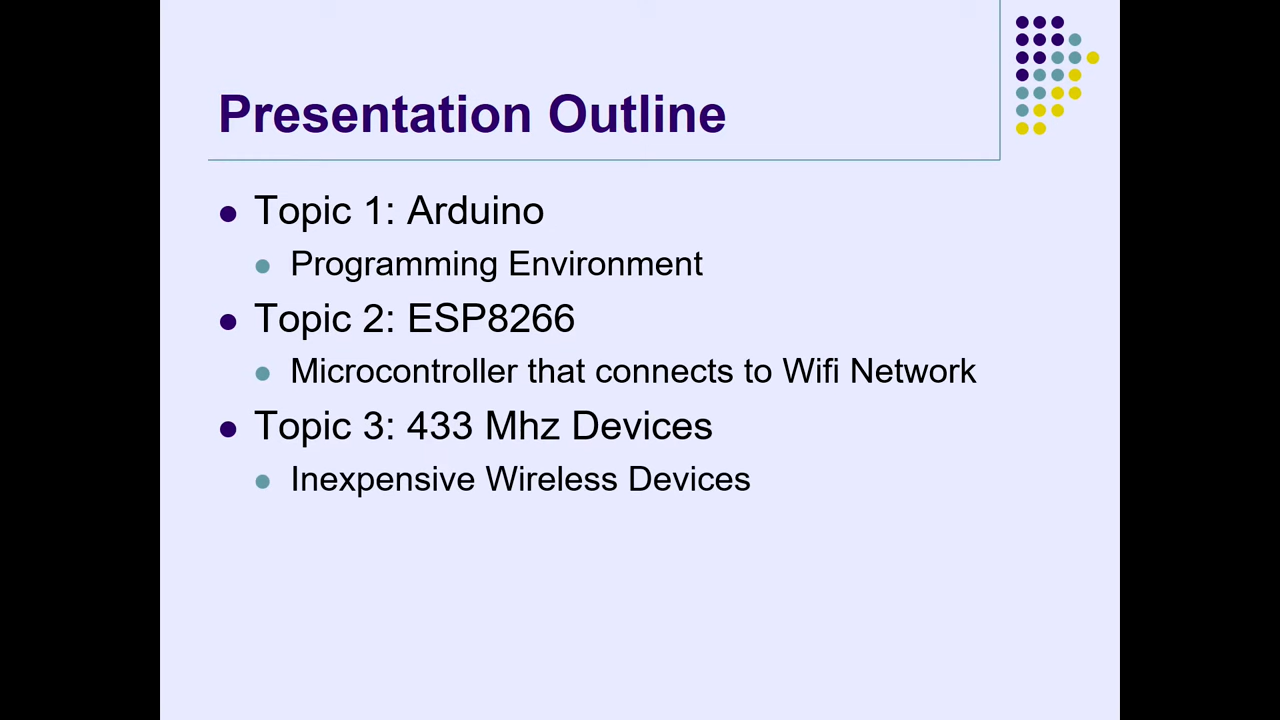 Presentation Outline
Topic 1: Arduino
Programming Environment
Topic 2: ESP8266
Microcontroller that connects to Wifi Network
Topic 3: 433 Mhz Devices
Inexpensive Wireless Devices